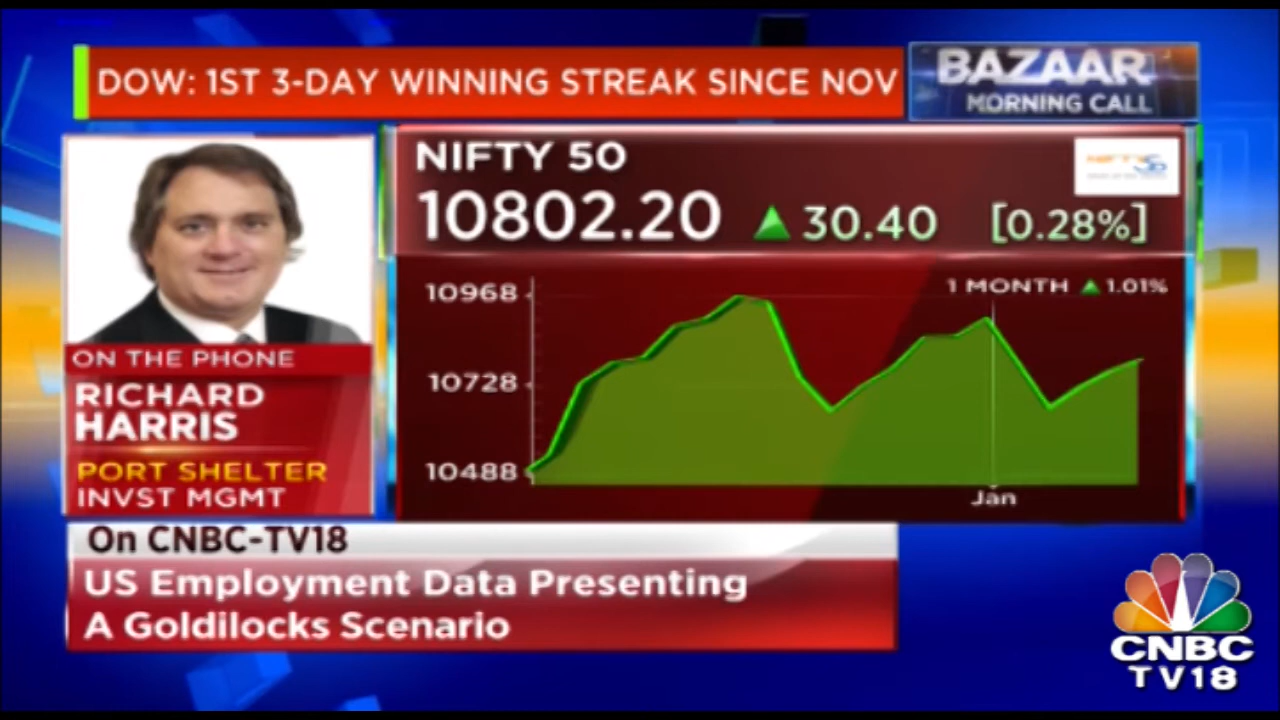 DOW: 1ST 3-DAY WINNING STREAK SINCE NOV
BAZAAR
MORNING CALL
NIFTY 50
10802.20 ▲ 30.40 [0.28%]
1 MONTH ▲ 1.01%
10968
10728
10488
Jan
ON THE PHONE
RICHARD
HARRIS
PORT SHELTER
INVST MGMT
On CNBC-TV18
US Employment Data Presenting
A Goldilocks Scenario
CNBC
TV18